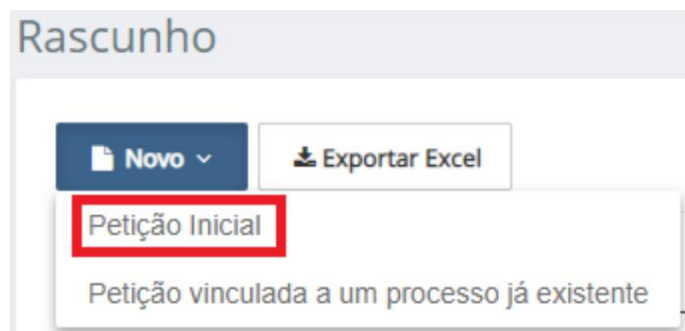 Rascunho
Novo
Exportar Excel
Petição Inicial
Petição vinculada a um processo já existente